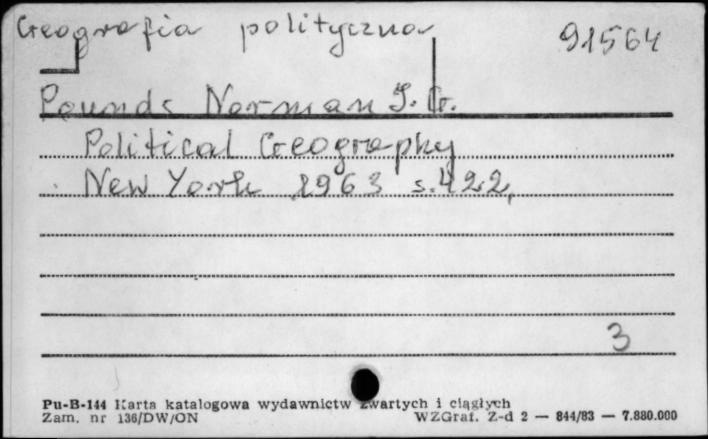 Geografia polityczna 91564
Pounds Norman J. G.
Political Geography
New York 1963 s. 422,
3
Pu-B-144 Karta katalogowa wydawnictw zwartych i ciągłych
Zam. nr 136/DW/ON WZGraf. Z-d 2 — 844/83 — 7.880.000